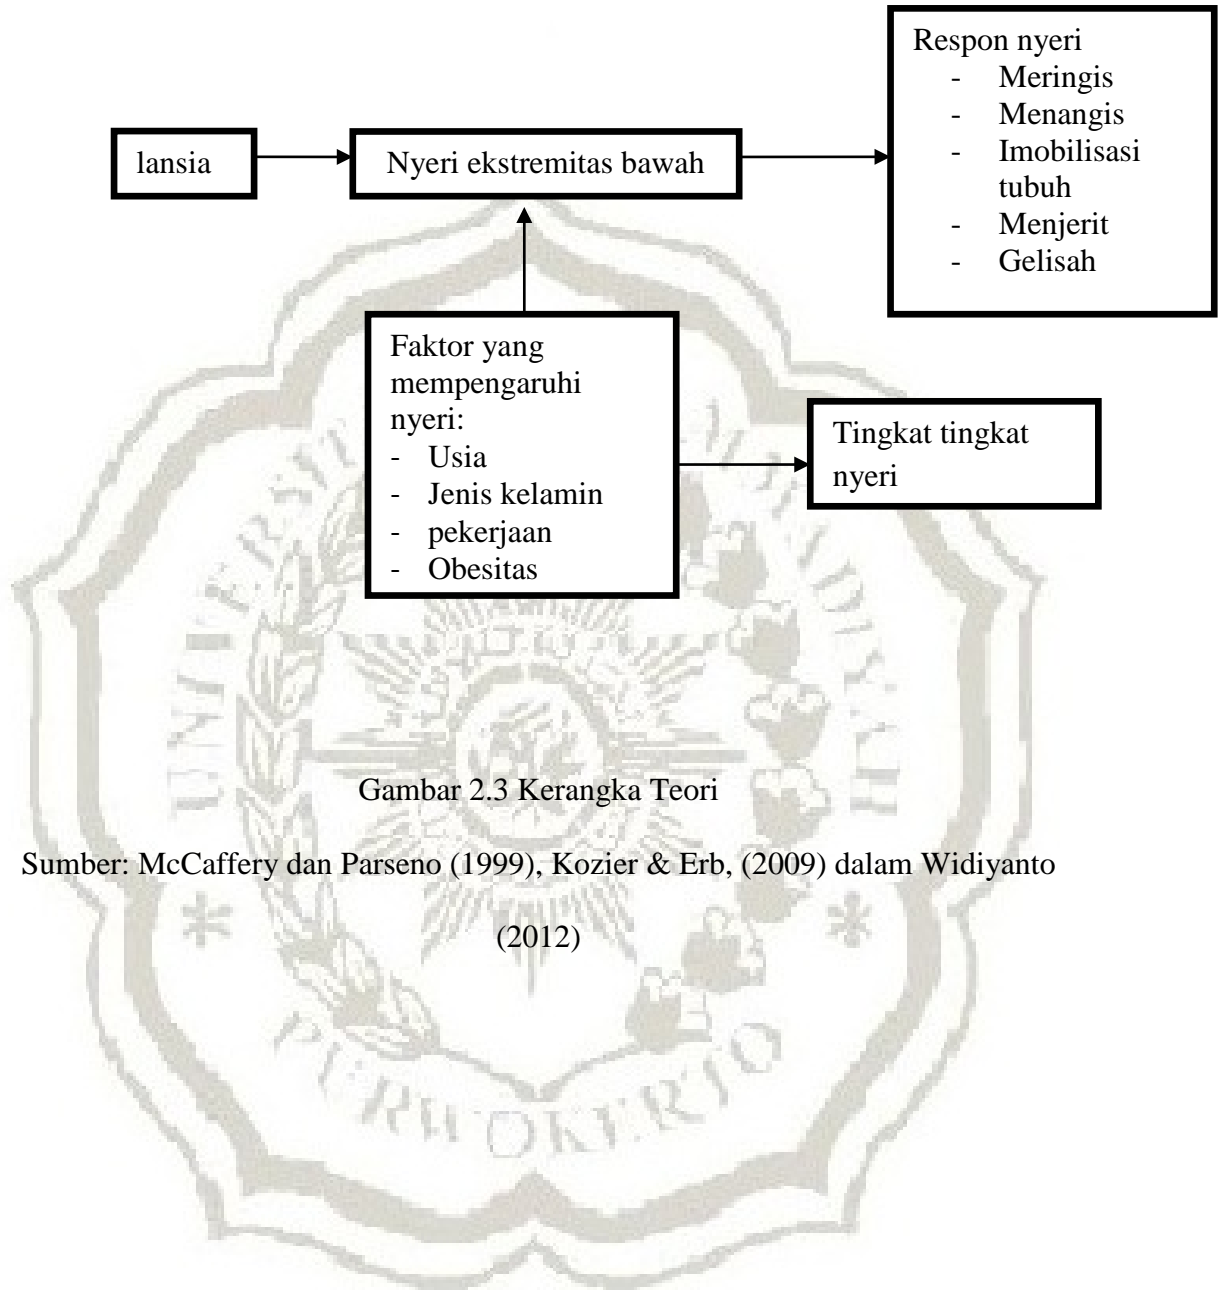 Respon nyeri
- Meringis
- Menangis
- Imobilisasi
tubuh
- Menjerit
- Gelisah
lansia
Nyeri ekstremitas bawah
Faktor yang
mempengaruhi
nyeri:
- Usia
- Jenis kelamin
- pekerjaan
- Obesitas
Tingkat tingkat
nyeri
Gambar 2.3 Kerangka Teori
Sumber: McCaffery dan Parseno (1999), Kozier & Erb, (2009) dalam Widiyanto
(2012)
PURWOKERTO